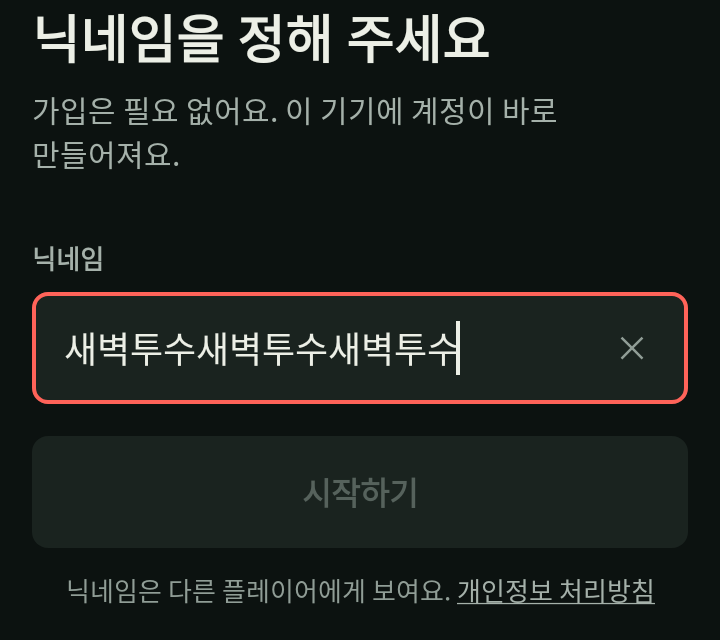 닉네임을 정해 주세요
가입은 필요 없어요. 이 기기에 계정이 바로
만들어져요.
닉네임
새벽투수새벽투수새벽투수
시작하기
닉네임은 다른 플레이어에게 보여요. 개인정보 처리방침